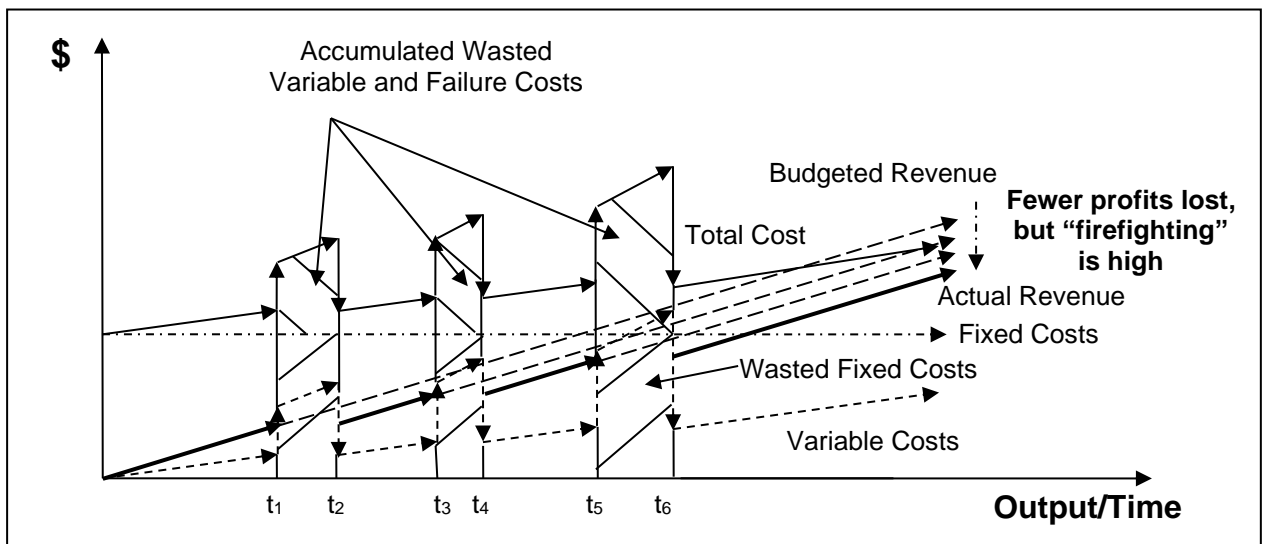 $
Accumulated Wasted
Variable and Failure Costs
Budgeted Revenue
Fewer profits lost,
but “firefighting”
is high
Total Cost
Actual Revenue
Fixed Costs
Wasted Fixed Costs
Variable Costs
t1 t2 t3 t4 t5 t6
Output/Time